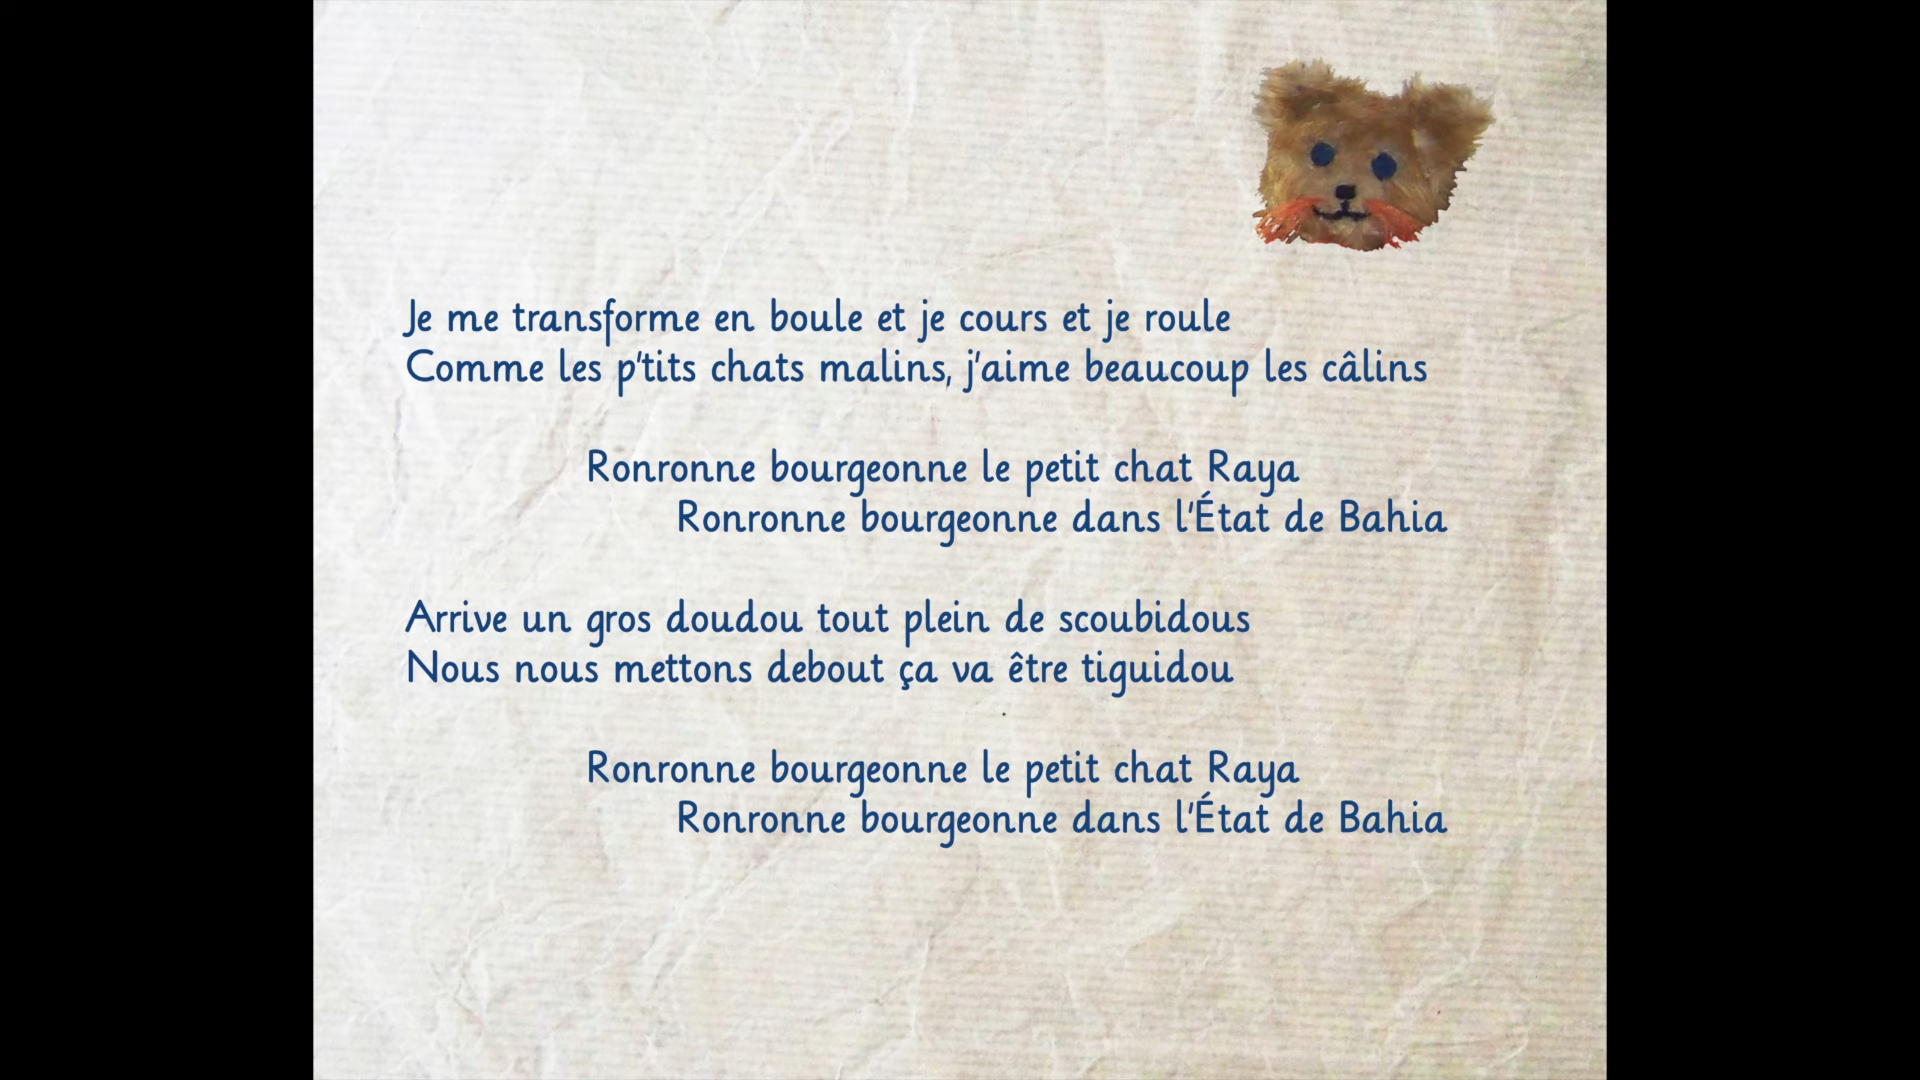 Je me transforme en boule et je cours et je roule
Comme les p'tits chats malins, j'aime beaucoup les câlins
Ronronne bourgeonne le petit chat Raya
Ronronne bourgeonne dans l'État de Bahia
Arrive un gros doudou tout plein de scoubidous
Nous nous mettons debout ça va être tiguidou
Ronronne bourgeonne le petit chat Raya
Ronronne bourgeonne dans l'État de Bahia